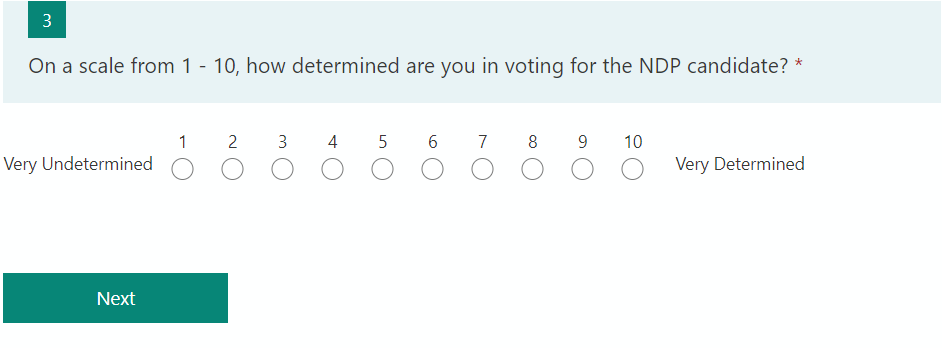 3
On a scale from 1 - 10, how determined are you in voting for the NDP candidate? *
1 2 3 4 5 6 7 8 9 10
Very Undetermined Very Determined
Next